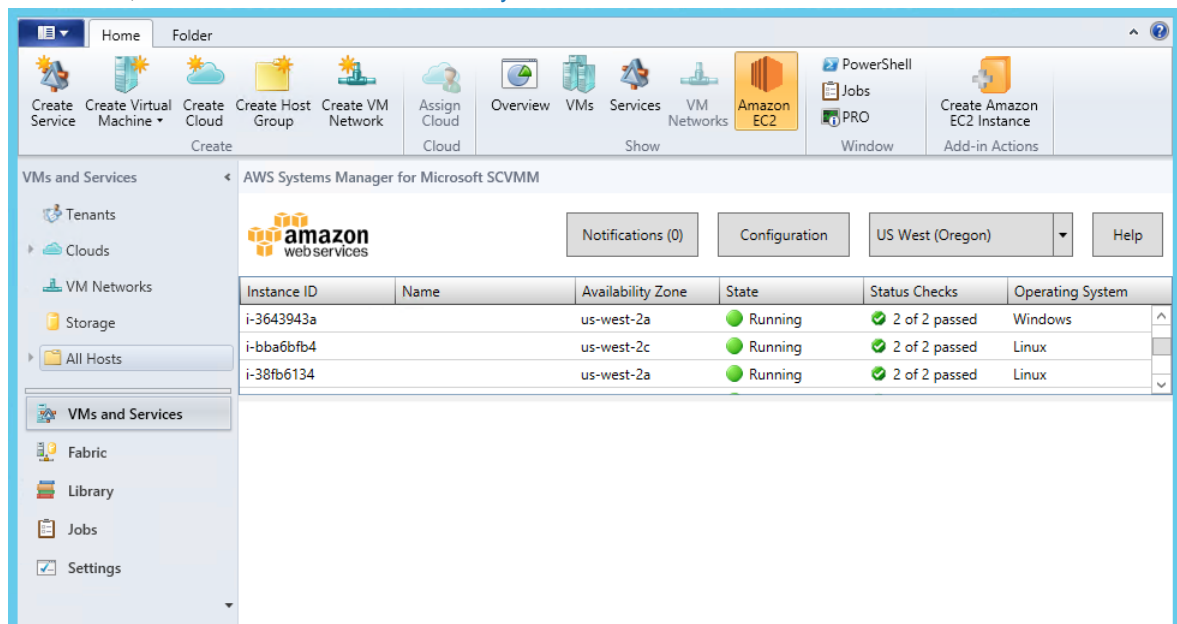 Home Folder
Create Service
Create Virtual Machine
Create Cloud
Create Host Group
Create VM Network
Assign Cloud
Overview
VMs
Services
VM Networks
Amazon EC2
PowerShell
Jobs
PRO
Create Amazon EC2 Instance
Create Cloud Show Window Add-in Actions
VMs and Services
AWS Systems Manager for Microsoft SCVMM
Tenants
Clouds
VM Networks
Storage
All Hosts
VMs and Services
Fabric
Library
Jobs
Settings
amazon
webservices
Notifications (0) Configuration US West (Oregon) Help
Instance ID Name Availability Zone State Status Checks Operating System
i-3643943a us-west-2a Running 2 of 2 passed Windows
i-bba6bfb4 us-west-2c Running 2 of 2 passed Linux
i-38fb6134 us-west-2a Running 2 of 2 passed Linux